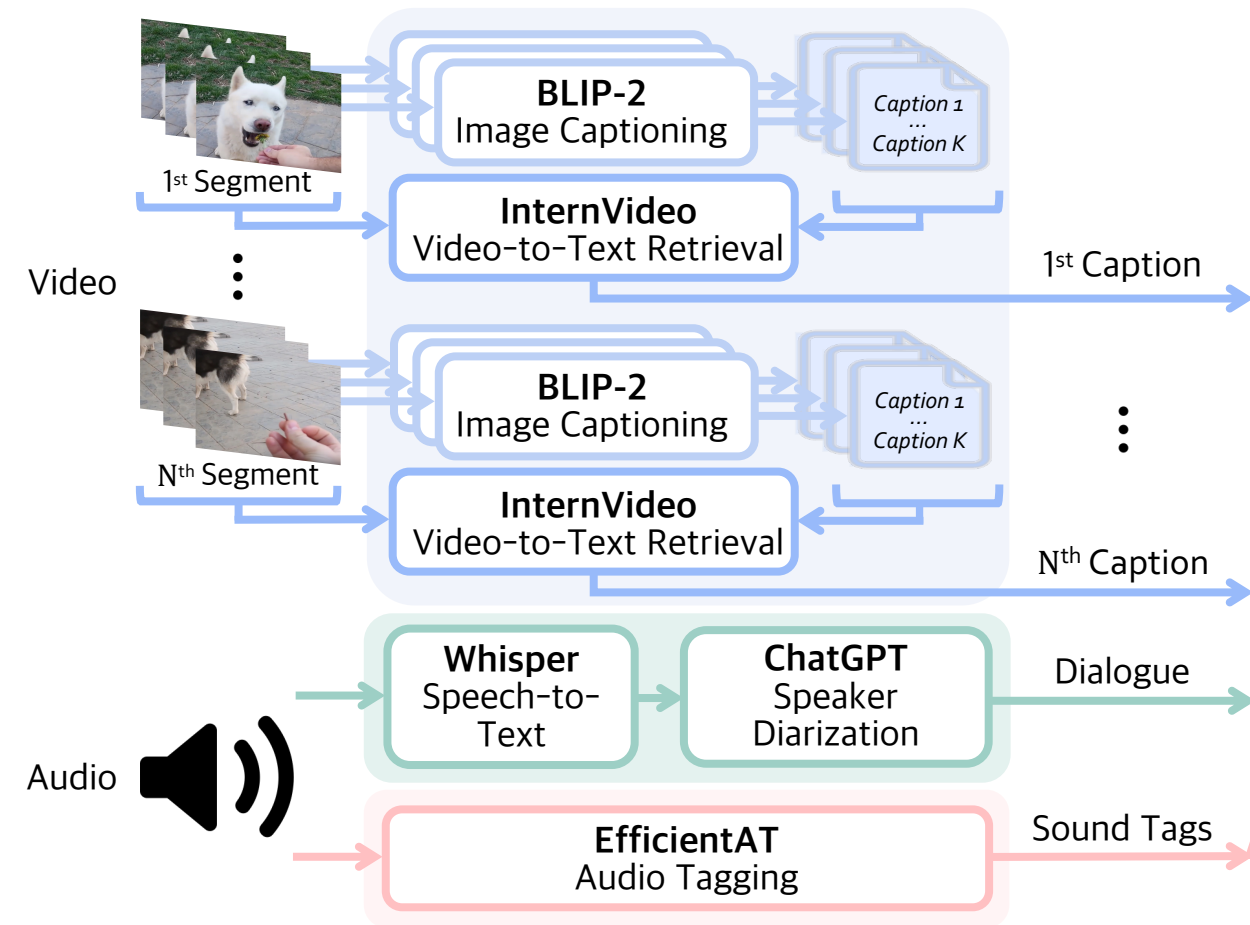 BLIP-2
Image Captioning
Caption 1
...
Caption K
1st Segment
InternVideo
Video-to-Text Retrieval
Video
1st Caption
BLIP-2
Image Captioning
Caption 1
...
Caption K
Nth Segment
InternVideo
Video-to-Text Retrieval
Nth Caption
Whisper
Speech-to-
Text
ChatGPT
Speaker
Diarization
Dialogue
Audio
EfficientAT
Audio Tagging
Sound Tags